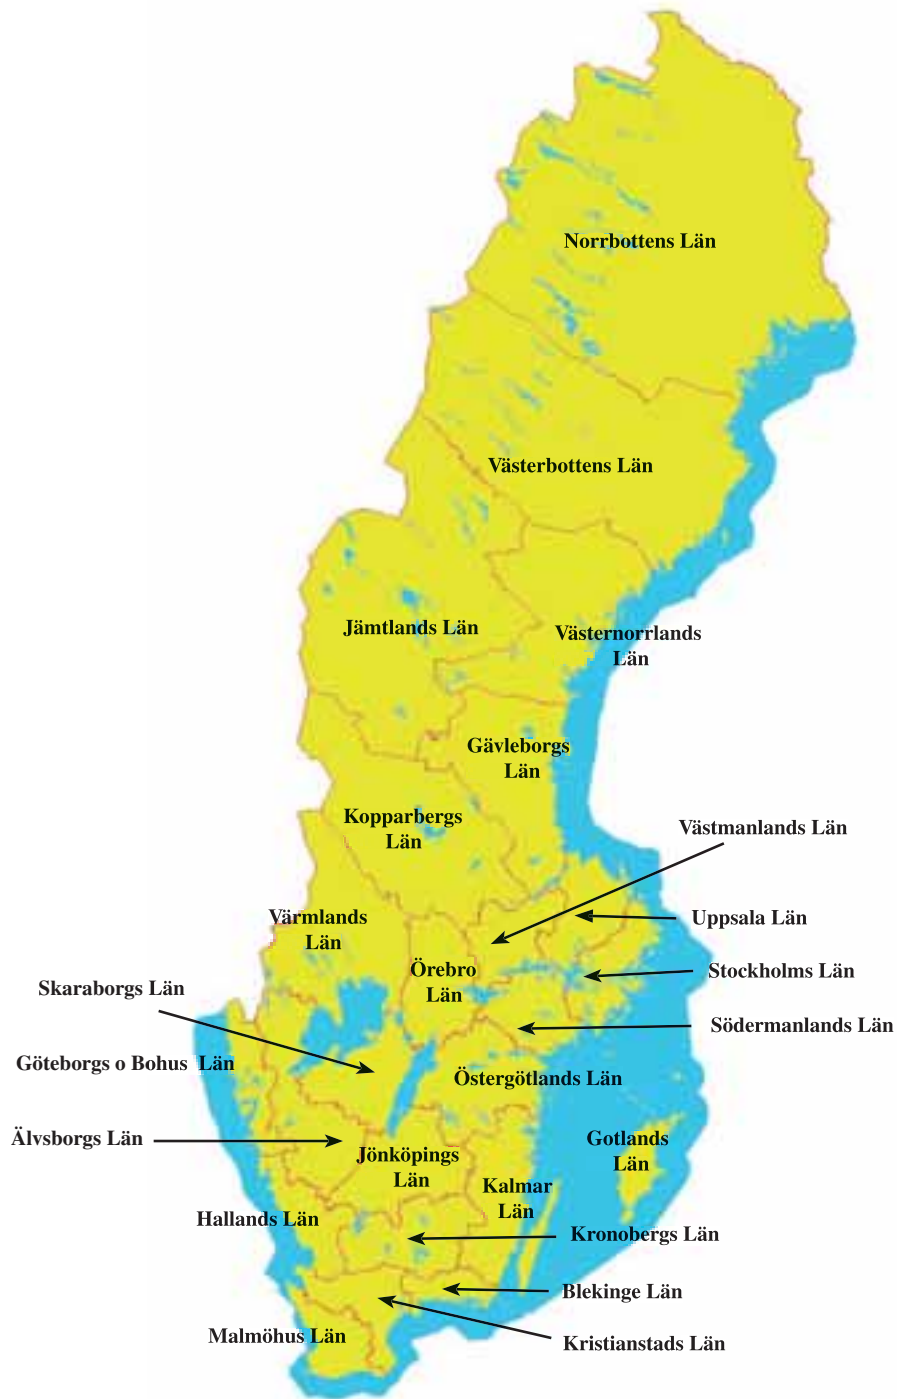 Norrbottens Län
Västerbottens Län
Jämtlands Län
Västernorrlands
Län
Gävleborgs
Län
Kopparbergs
Län
Västmanlands Län
Värmlands
Län
Uppsala Län
Örebro
Län
Stockholms Län
Skaraborgs Län
Södermanlands Län
Göteborgs o Bohus Län
Östergötlands Län
Älvsborgs Län
Jönköpings
Län
Gotlands
Län
Kalmar
Län
Hallands Län
Kronobergs Län
Blekinge Län
Malmöhus Län
Kristianstads Län